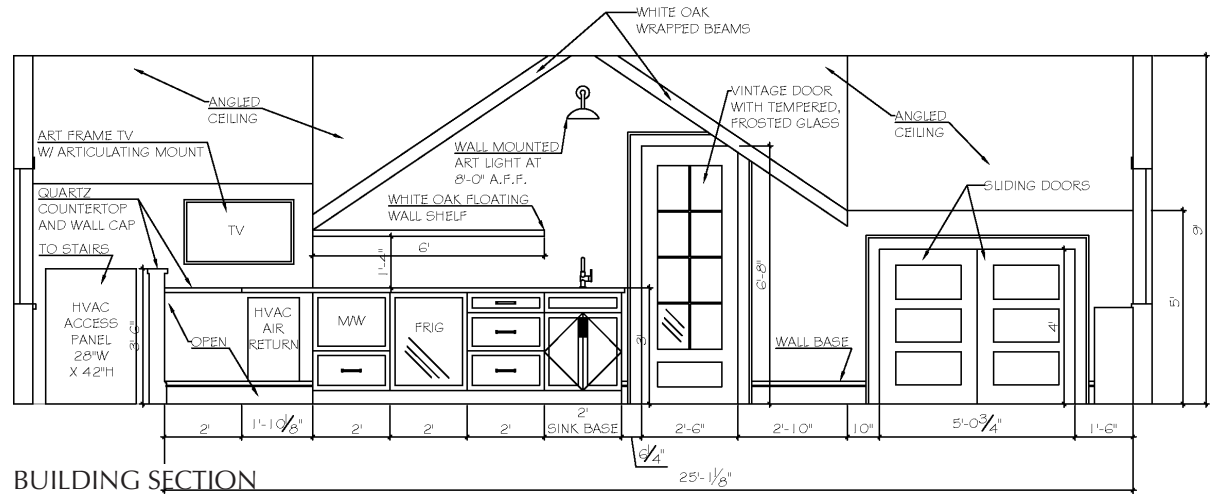 WHITE OAK
WRAPPED BEAMS
ANGLED
CEILING
VINTAGE DOOR
WITH TEMPERED,
FROSTED GLASS
ANGLED
CEILING
ART FRAME TV
W/ ARTICULATING MOUNT
WALL MOUNTED
ART LIGHT AT
8'-0" A.F.F.
QUARTZ
COUNTERTOP
AND WALL CAP
WHITE OAK FLOATING
WALL SHELF
SLIDING DOORS
TV
TO STAIRS
6'
1'-4"
6'-8"
9'
5'
HVAC
ACCESS
PANEL
28"W
X 42"H
3'-6"
OPEN
HVAC
AIR
RETURN
M/W
FRIG
3'
WALL BASE
4'
2'
1'-10 1/8"
2'
2'
2'
2'
SINK BASE
6 1/4"
2'-6"
2'-10"
10"
5'-0 3/4"
1'-6"
25'-1 1/8"
BUILDING SECTION